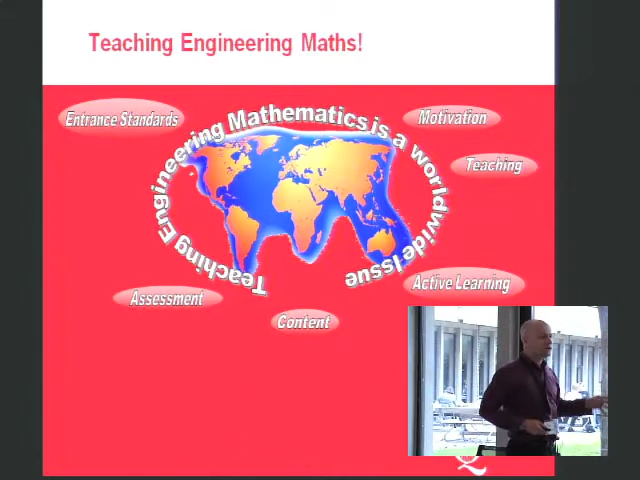 Teaching Engineering Maths!
Entrance Standards
Motivation
Teaching Engineering Mathematics is a worldwide Issue
Teaching
Active Learning
Assessment
Content